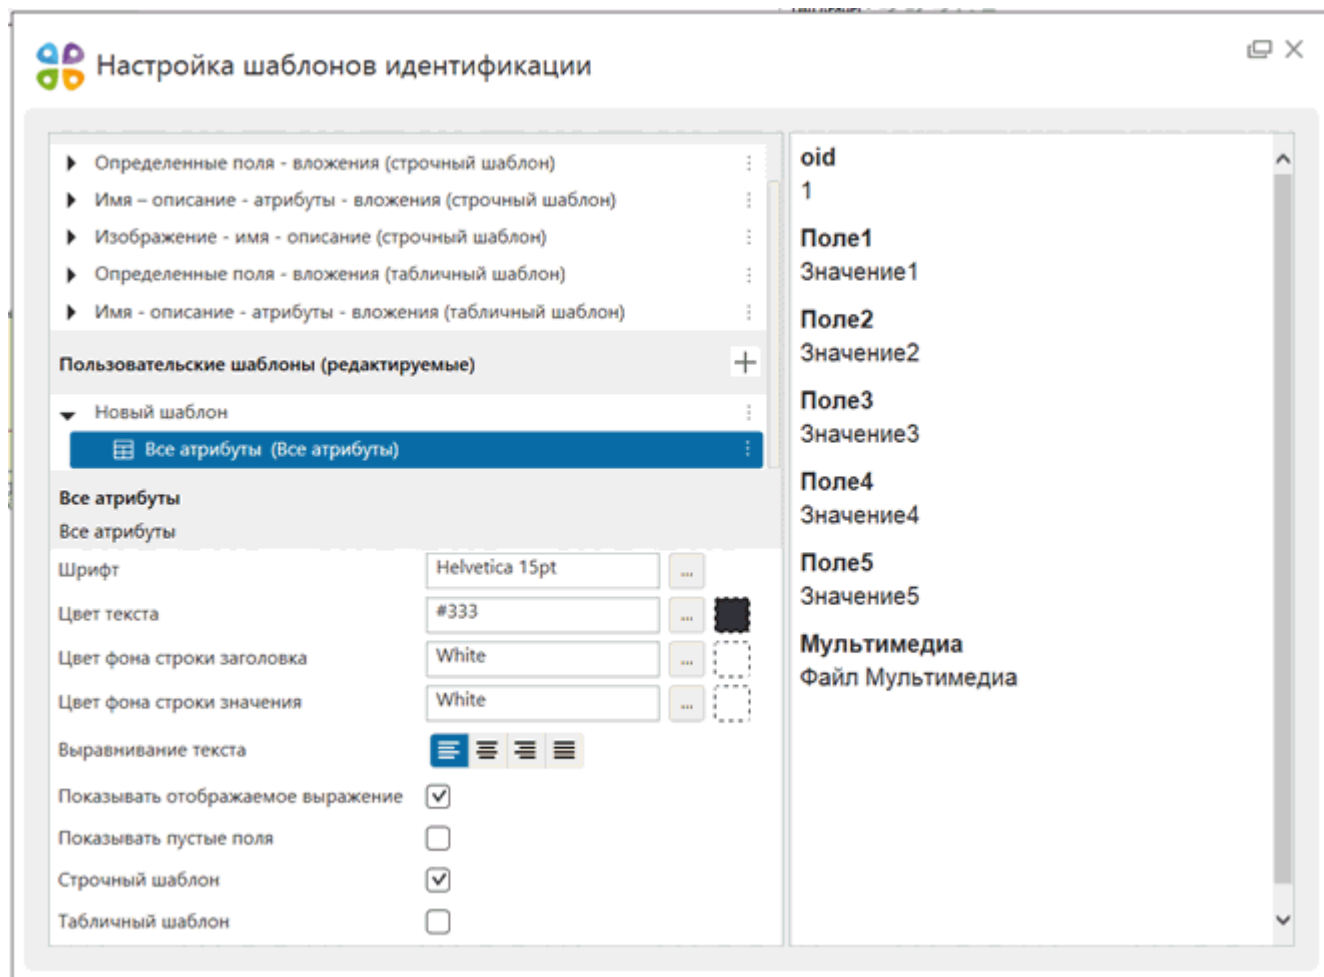 Настройка шаблонов идентификации
Определенные поля - вложения (строчный шаблон)
Имя – описание - атрибуты - вложения (строчный шаблон)
Изображение - имя - описание (строчный шаблон)
Определенные поля - вложения (табличный шаблон)
Имя - описание - атрибуты - вложения (табличный шаблон)
Пользовательские шаблоны (редактируемые)
Новый шаблон
Все атрибуты (Все атрибуты)
Все атрибуты
Все атрибуты
Шрифт Helvetica 15pt ...
Цвет текста #333 ...
Цвет фона строки заголовка White ...
Цвет фона строки значения White ...
Выравнивание текста
Показывать отображаемое выражение
Показывать пустые поля
Строчный шаблон
Табличный шаблон
oid
1
Поле1
Значение1
Поле2
Значение2
Поле3
Значение3
Поле4
Значение4
Поле5
Значение5
Мультимедиа
Файл Мультимедиа